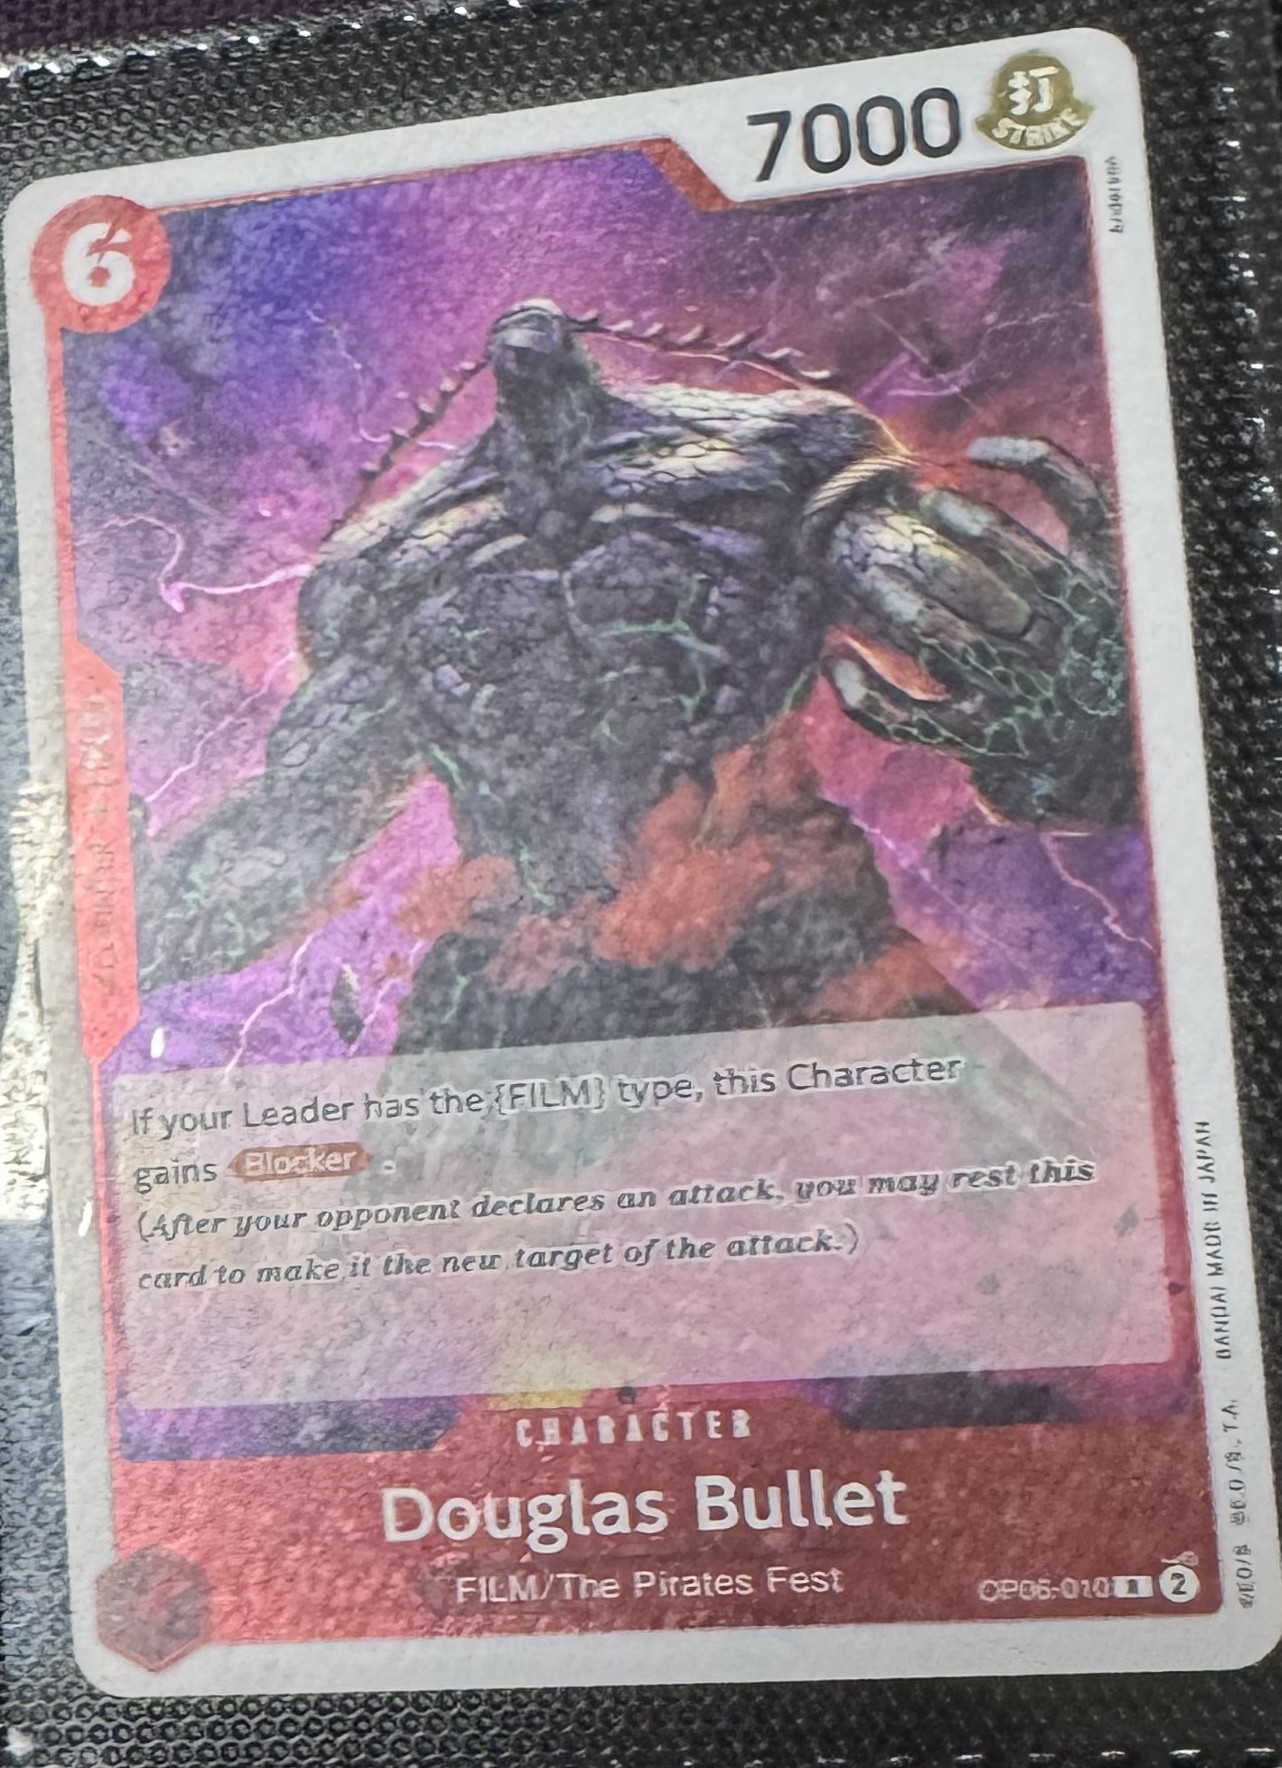 7000
打
STRIKE
6
If your Leader has the {FILM} type, this Character
gains Blocker.
(After your opponent declares an attack, you may rest this
card to make it the new target of the attack.)
CHARACTER
Douglas Bullet
FILM/The Pirates Fest
2
BANDAI MADE IN JAPAN